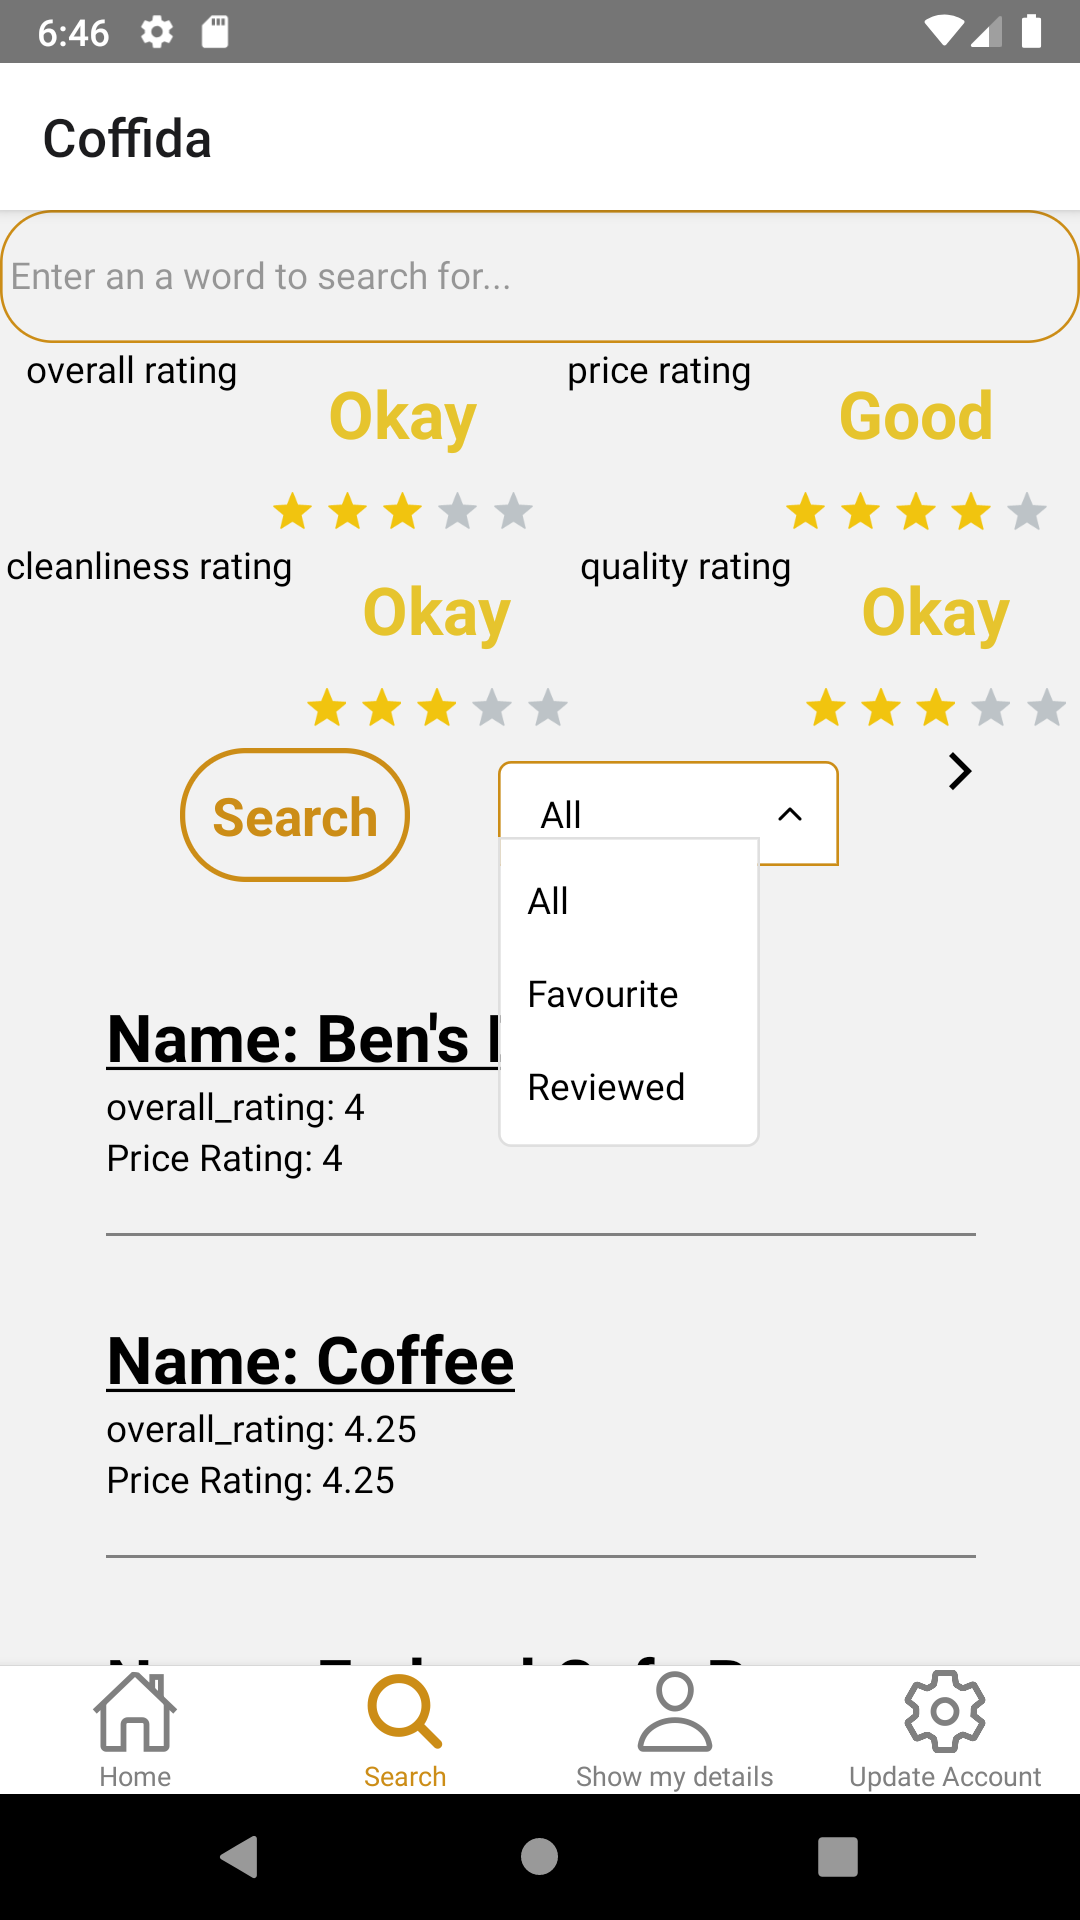 6:46
Coffida
Enter an a word to search for...
overall rating
Okay
price rating
Good
cleanliness rating
Okay
quality rating
Okay
Search
All
All
Favourite
Reviewed
Name: Ben's
overall_rating: 4
Price Rating: 4
Name: Coffee
overall_rating: 4.25
Price Rating: 4.25
Home
Search
Show my details
Update Account